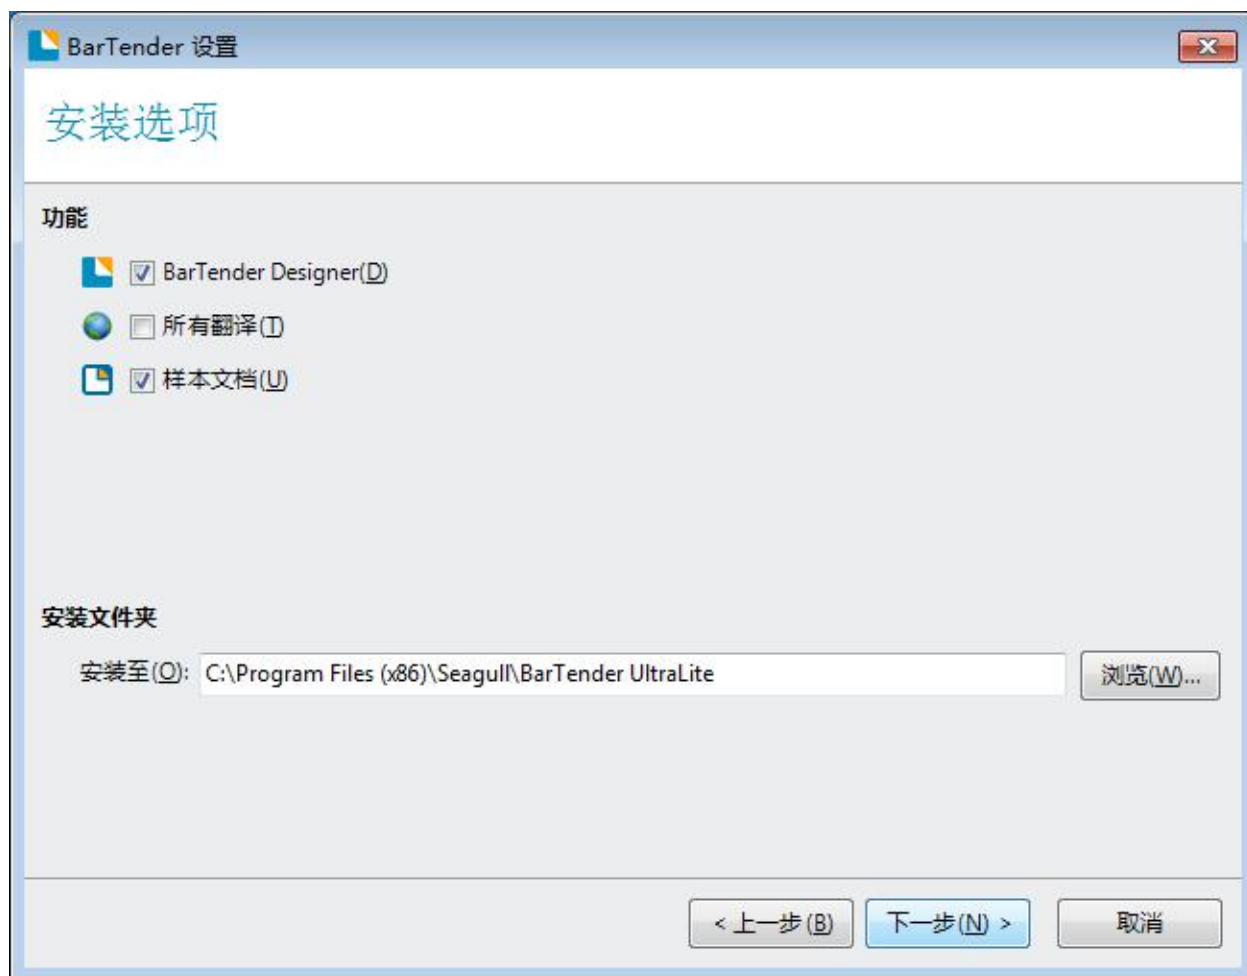 BarTender 设置
安装选项
功能
BarTender Designer(D)
所有翻译(T)
样本文档(U)
安装文件夹
安装至(O): C:\Program Files (x86)\Seagull\BarTender UltraLite 浏览(W)...
< 上一步(B) 下一步(N) > 取消